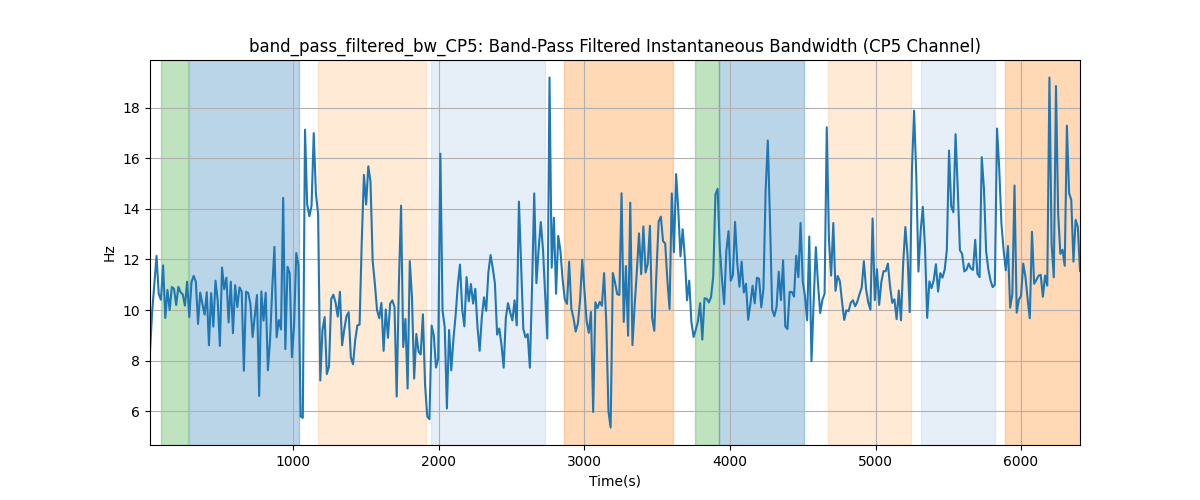 band_pass_filtered_bw_CP5: Band-Pass Filtered Instantaneous Bandwidth (CP5 Channel)
18
16
14
12
10
8
6
Hz
1000 2000 3000 4000 5000 6000
Time(s)